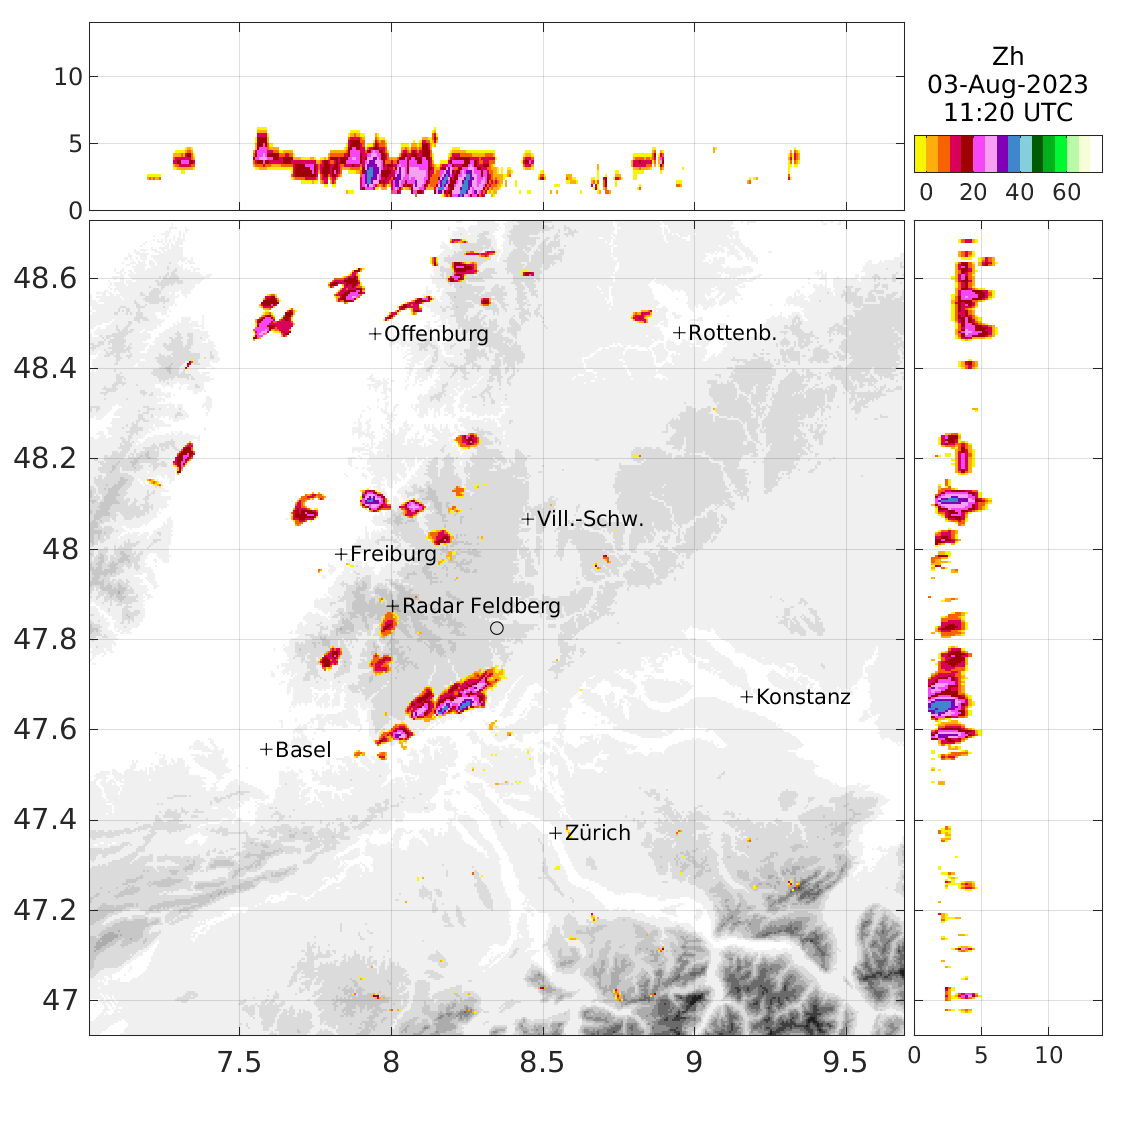 10
5
0
Zh
03-Aug-2023
11:20 UTC
0 20 40 60
48.6
48.4
48.2
48
47.8
47.6
47.4
47.2
47
+Offenburg
+Rottenb.
+Vill.-Schw.
+Freiburg
+Radar Feldberg
+Konstanz
+Basel
+Zürich
7.5 8 8.5 9 9.5
0 5 10